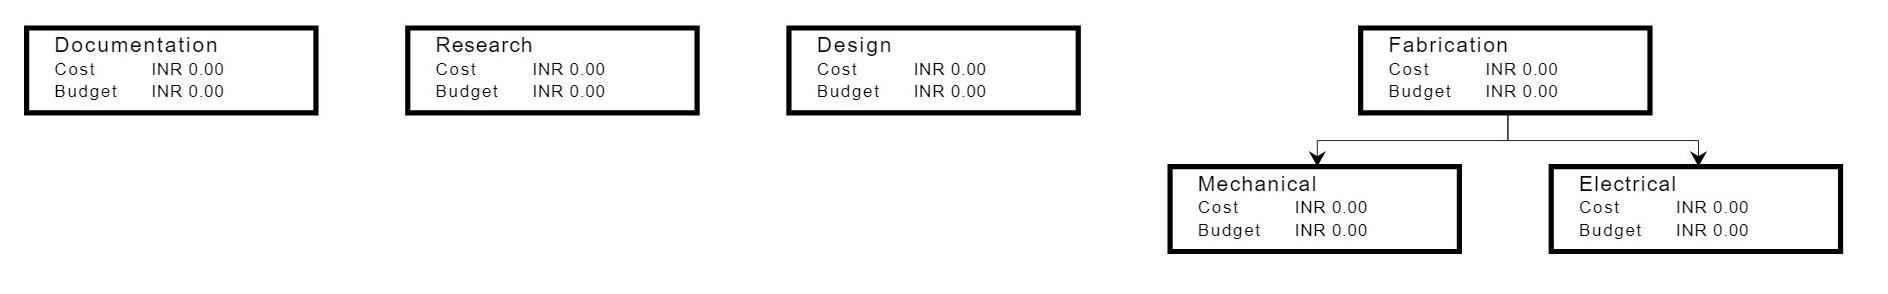 Documentation
Cost INR 0.00
Budget INR 0.00
Research
Cost INR 0.00
Budget INR 0.00
Design
Cost INR 0.00
Budget INR 0.00
Fabrication
Cost INR 0.00
Budget INR 0.00
Mechanical
Cost INR 0.00
Budget INR 0.00
Electrical
Cost INR 0.00
Budget INR 0.00